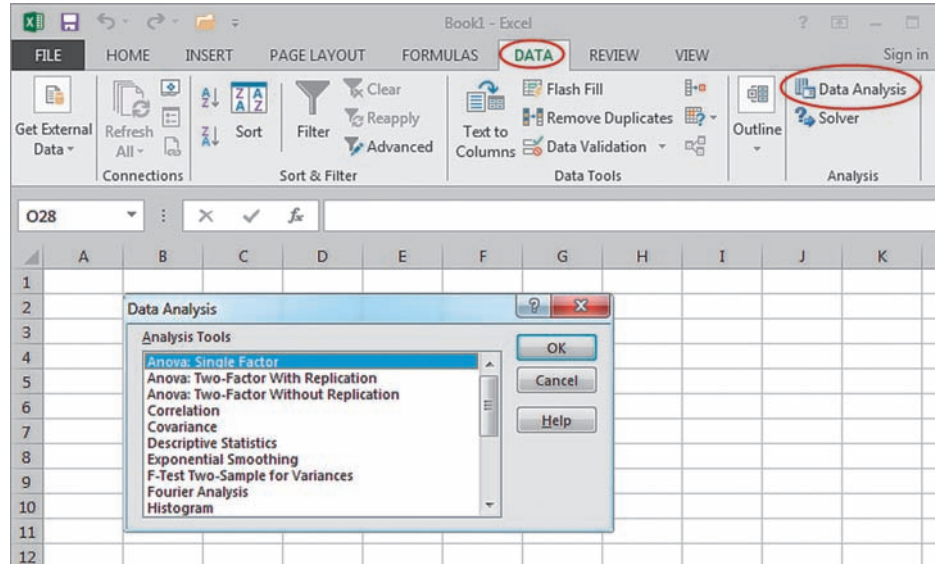 Book1 - Excel
FILE HOME INSERT PAGE LAYOUT FORMULAS DATA REVIEW VIEW Sign in
Get External Data
Refresh All
Connections
Sort
Filter
Clear
Reapply
Advanced
Sort & Filter
Text to Columns
Flash Fill
Remove Duplicates
Data Validation
Data Tools
Outline
Data Analysis
Solver
Analysis
O28
fx
A B C D E F G H I J K
1
2
3
4
5
6
7
8
9
10
11
12
Data Analysis
Analysis Tools
Anova: Single Factor
Anova: Two-Factor With Replication
Anova: Two-Factor Without Replication
Correlation
Covariance
Descriptive Statistics
Exponential Smoothing
F-Test Two-Sample for Variances
Fourier Analysis
Histogram
OK
Cancel
Help